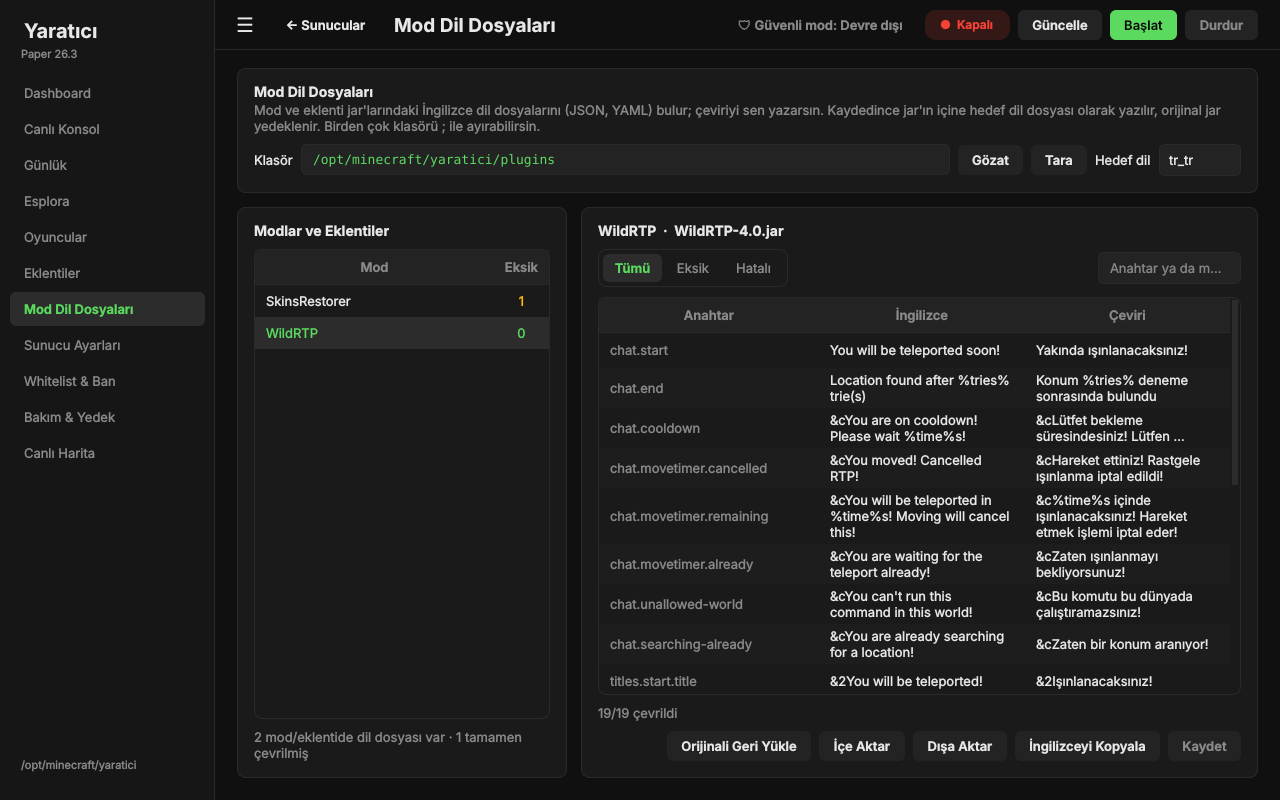 Yaratıcı
Paper 26.3
Dashboard
Canlı Konsol
Günlük
Esplora
Oyuncular
Eklentiler
Mod Dil Dosyaları
Sunucu Ayarları
Whitelist & Ban
Bakım & Yedek
Canlı Harita
/opt/minecraft/yaratici
☰
← Sunucular
Mod Dil Dosyaları
Güvenli mod: Devre dışı
Kapalı
Güncelle
Başlat
Durdur
Mod Dil Dosyaları
Mod ve eklenti jar'larındaki İngilizce dil dosyalarını (JSON, YAML) bulur; çeviriyi sen yazarsın. Kaydedince jar'ın içine hedef dil dosyası olarak yazılır, orijinal jar
yedeklenir. Birden çok klasörü ; ile ayırabilirsin.
Klasör
/opt/minecraft/yaratici/plugins
Gözat
Tara
Hedef dil
tr_tr
Modlar ve Eklentiler
Mod
Eksik
SkinsRestorer
1
WildRTP
0
2 mod/eklentide dil dosyası var · 1 tamamen
çevrilmiş
WildRTP · WildRTP-4.0.jar
Tümü
Eksik
Hatalı
Anahtar ya da m...
Anahtar
İngilizce
Çeviri
chat.start
You will be teleported soon!
Yakında ışınlanacaksınız!
chat.end
Location found after %tries%
trie(s)
Konum %tries% deneme
sonrasında bulundu
chat.cooldown
&cYou are on cooldown!
Please wait %time%s!
&cLütfet bekleme
süresindesiniz! Lütfen ...
chat.movetimer.cancelled
&cYou moved! Cancelled
RTP!
&cHareket ettiniz! Rastgele
ışınlanma iptal edildi!
chat.movetimer.remaining
&cYou will be teleported in
%time%s! Moving will cancel
this!
&c%time%s içinde
ışınlanacaksınız! Hareket
etmek işlemi iptal eder!
chat.movetimer.already
&cYou are waiting for the
teleport already!
&cZaten ışınlanmayı
bekliyorsunuz!
chat.unallowed-world
&cYou can't run this
command in this world!
&cBu komutu bu dünyada
çalıştıramazsınız!
chat.searching-already
&cYou are already searching
for a location!
&cZaten bir konum aranıyor!
titles.start.title
&2You will be teleported!
&2Işınlanacaksınız!
19/19 çevrildi
Orijinali Geri Yükle
İçe Aktar
Dışa Aktar
İngilizceyi Kopyala
Kaydet